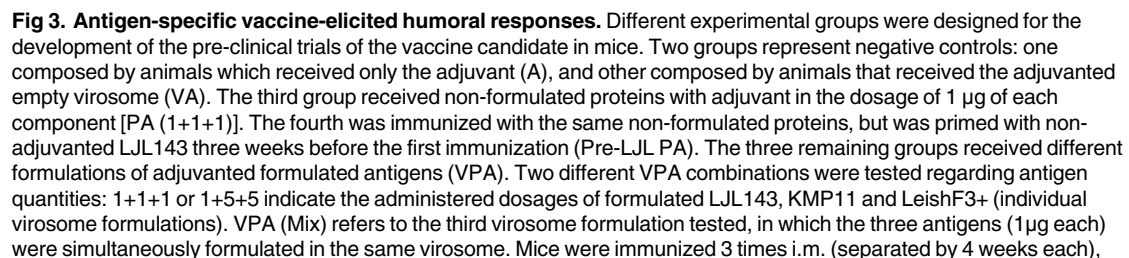 Fig 3. Antigen-specific vaccine-elicited humoral responses. Different experimental groups were designed for the
development of the pre-clinical trials of the vaccine candidate in mice. Two groups represent negative controls: one
composed by animals which received only the adjuvant (A), and other composed by animals that received the adjuvanted
empty virosome (VA). The third group received non-formulated proteins with adjuvant in the dosage of 1 μg of each
component [PA (1+1+1)]. The fourth was immunized with the same non-formulated proteins, but was primed with non-
adjuvanted LJL143 three weeks before the first immunization (Pre-LJL PA). The three remaining groups received different
formulations of adjuvanted formulated antigens (VPA). Two different VPA combinations were tested regarding antigen
quantities: 1+1+1 or 1+5+5 indicate the administered dosages of formulated LJL143, KMP11 and LeishF3+ (individual
virosome formulations). VPA (Mix) refers to the third virosome formulation tested, in which the three antigens (1μg each)
were simultaneously formulated in the same virosome. Mice were immunized 3 times i.m. (separated by 4 weeks each),